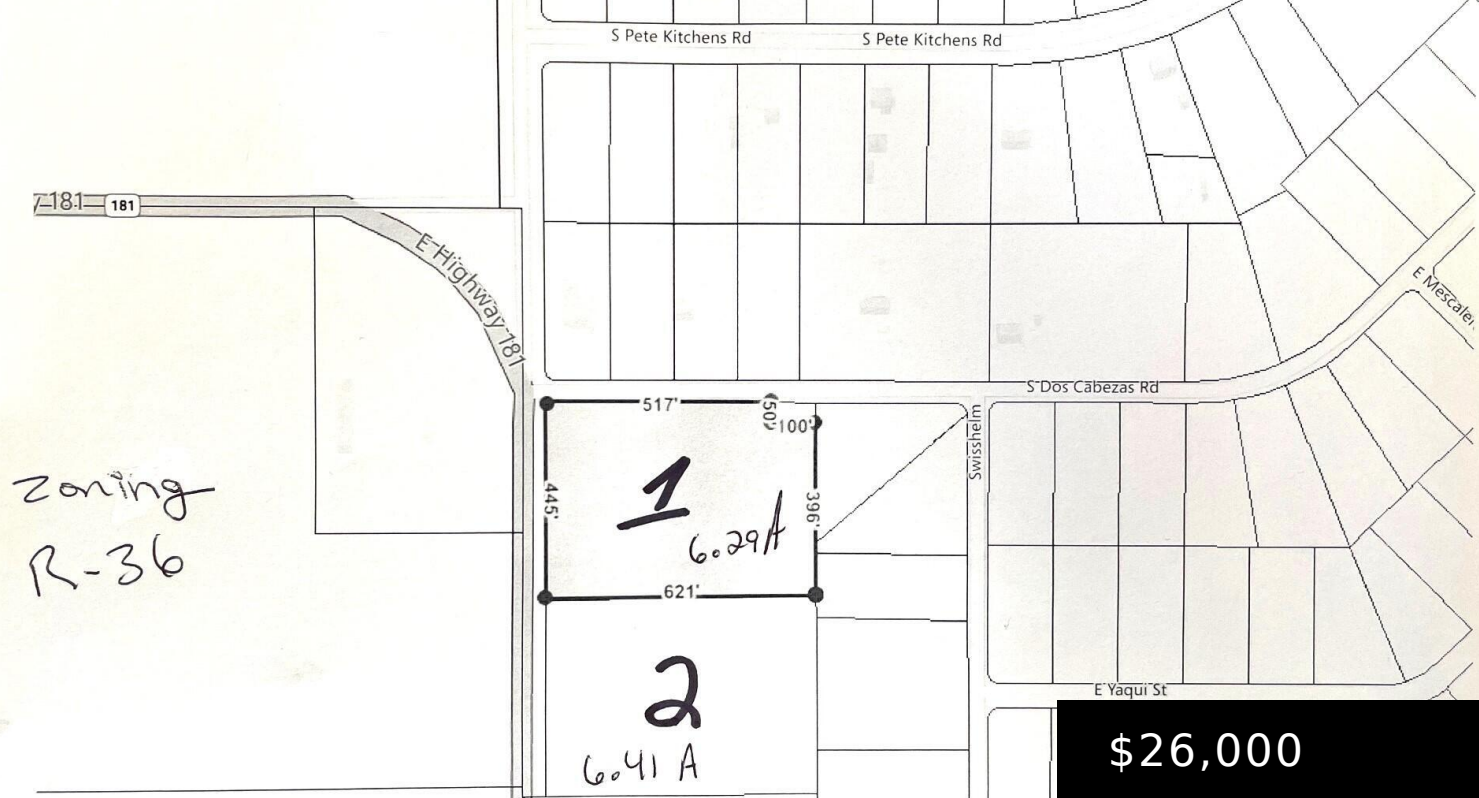 S Pete Kitchens Rd
S Pete Kitchens Rd
181
181
E Highway 181
S Dos Cabezas Rd
517'
50'
100'
445'
1
6.29A
396'
621'
Swisshelm
Zoning
R-36
2
6.41 A
E Yaqui St
$26,000